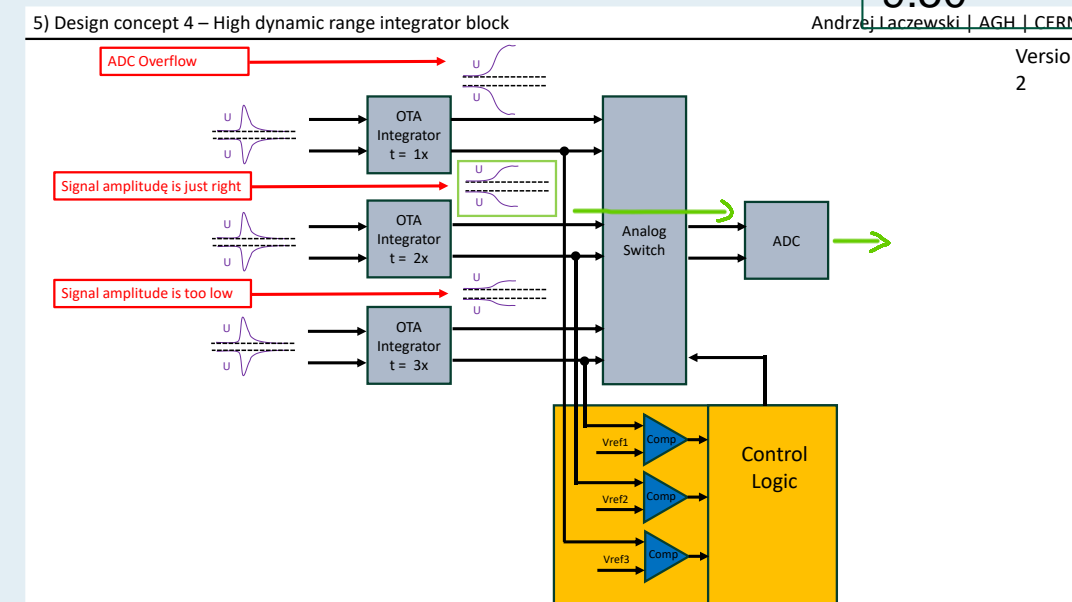 5) Design concept 4 – High dynamic range integrator block
Andrzej Łaczewski | AGH | CERN
Versio
2
ADC Overflow
U
U
U
U
OTA
Integrator
t = 1x
Signal amplitudę is just right
U
U
U
U
OTA
Integrator
t = 2x
Analog
Switch
ADC
Signal amplitude is too low
U
U
U
U
OTA
Integrator
t = 3x
Vref1
Comp
Vref2
Comp
Vref3
Comp
Control
Logic